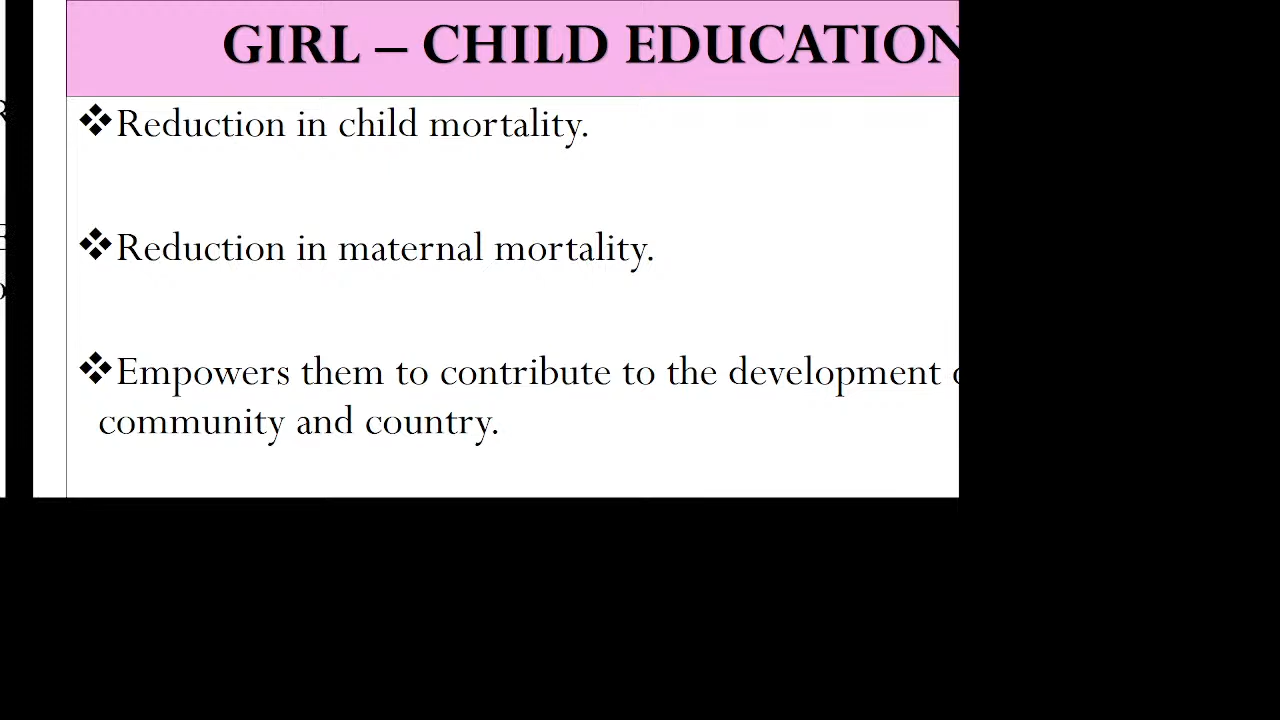 GIRL – CHILD EDUCATION
❖Reduction in child mortality.
❖Reduction in maternal mortality.
❖Empowers them to contribute to the development
community and country.